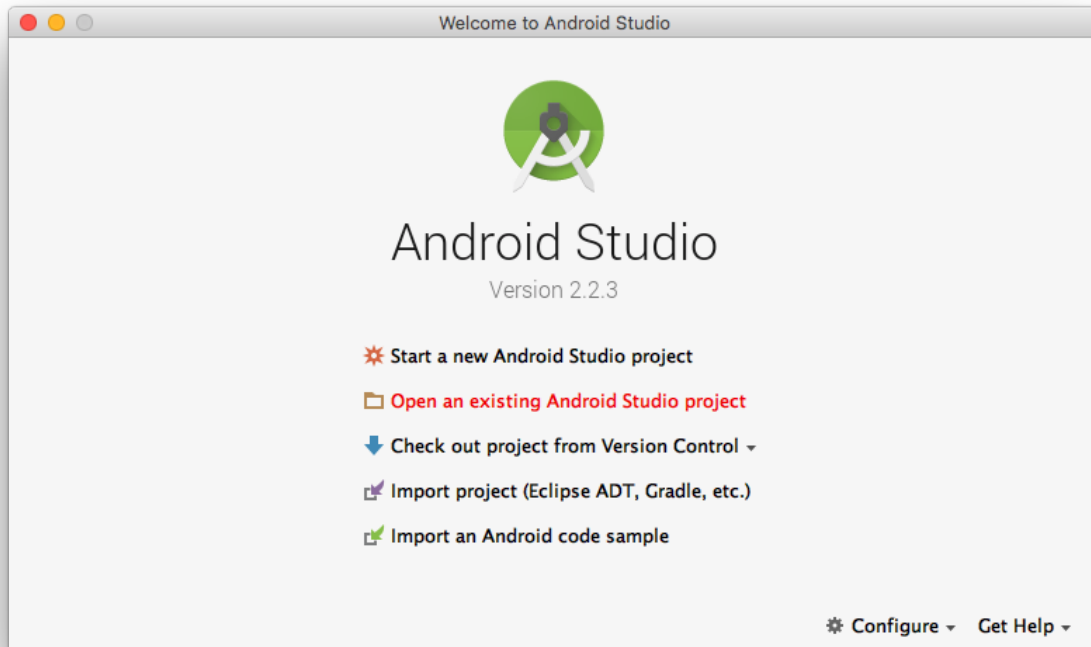 Welcome to Android Studio
Android Studio
Version 2.2.3
Start a new Android Studio project
Open an existing Android Studio project
Check out project from Version Control
Import project (Eclipse ADT, Gradle, etc.)
Import an Android code sample
Configure Get Help